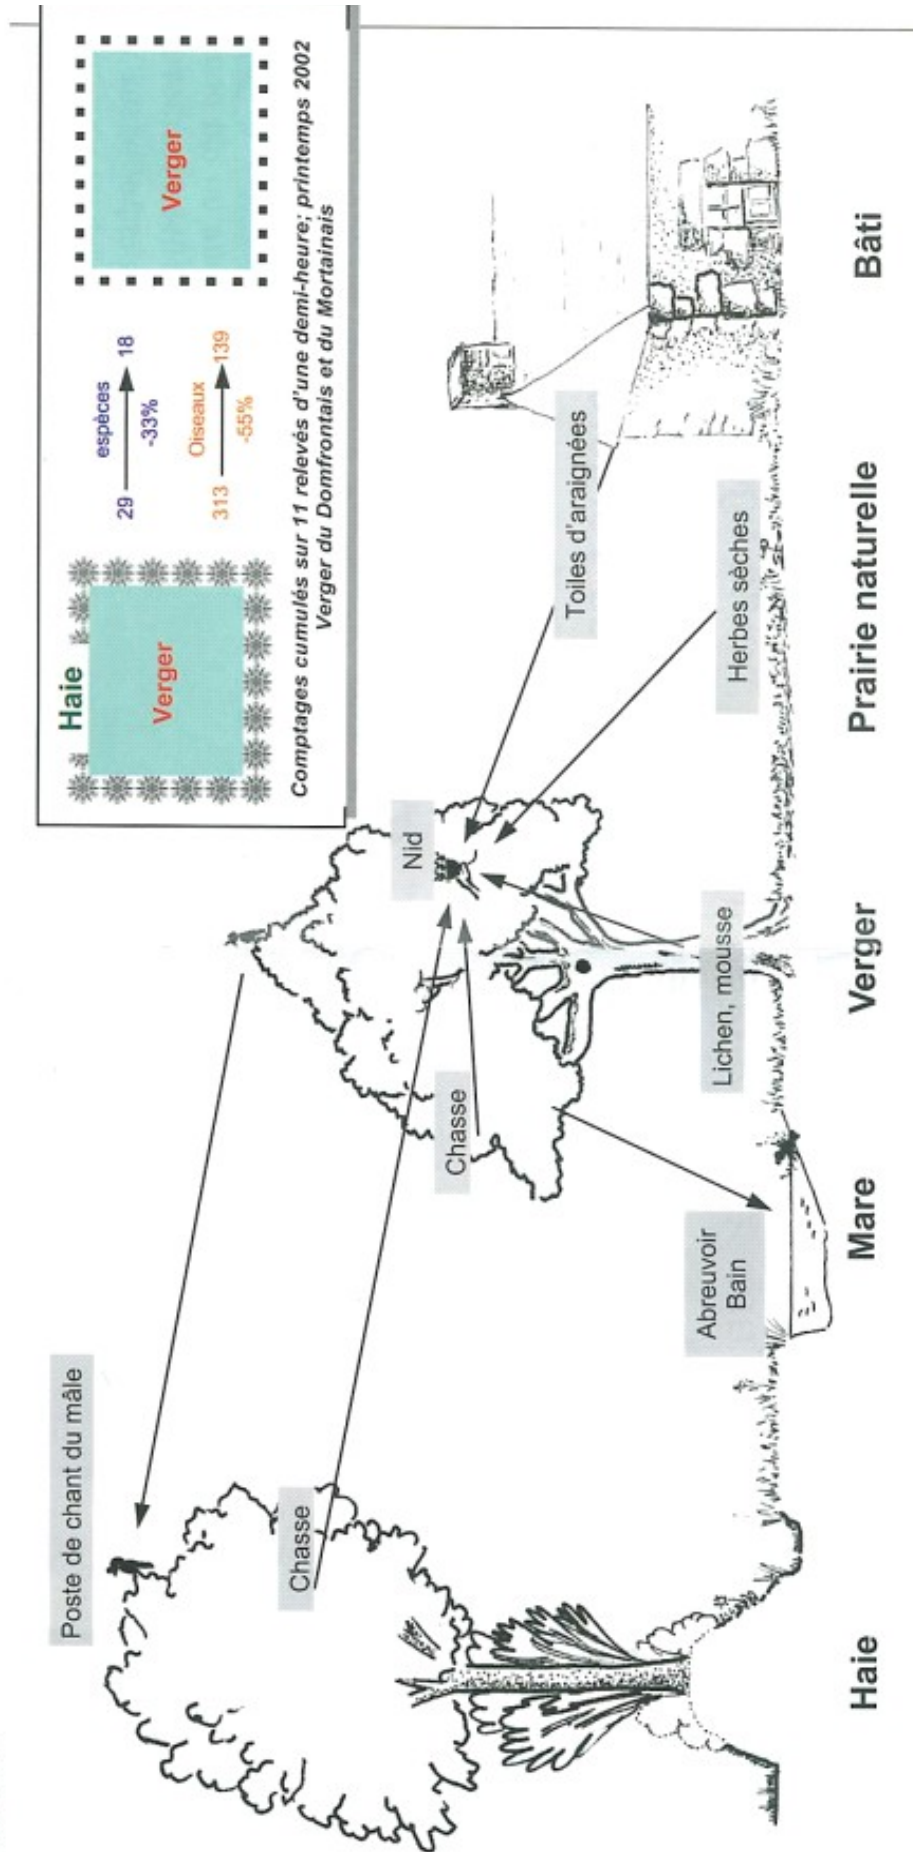 Haie
Verger
29 espèces 18
-33%
Oiseaux
313 139
-55%
Verger
Comptages cumulés sur 11 relevés d'une demi-heure; printemps 2002
Verger du Domfrontais et du Mortainais
Poste de chant du mâle
Chasse
Chasse
Nid
Toiles d'araignées
Abreuvoir
Bain
Lichen, mousse
Herbes sèches
Haie
Mare
Verger
Prairie naturelle
Bâti